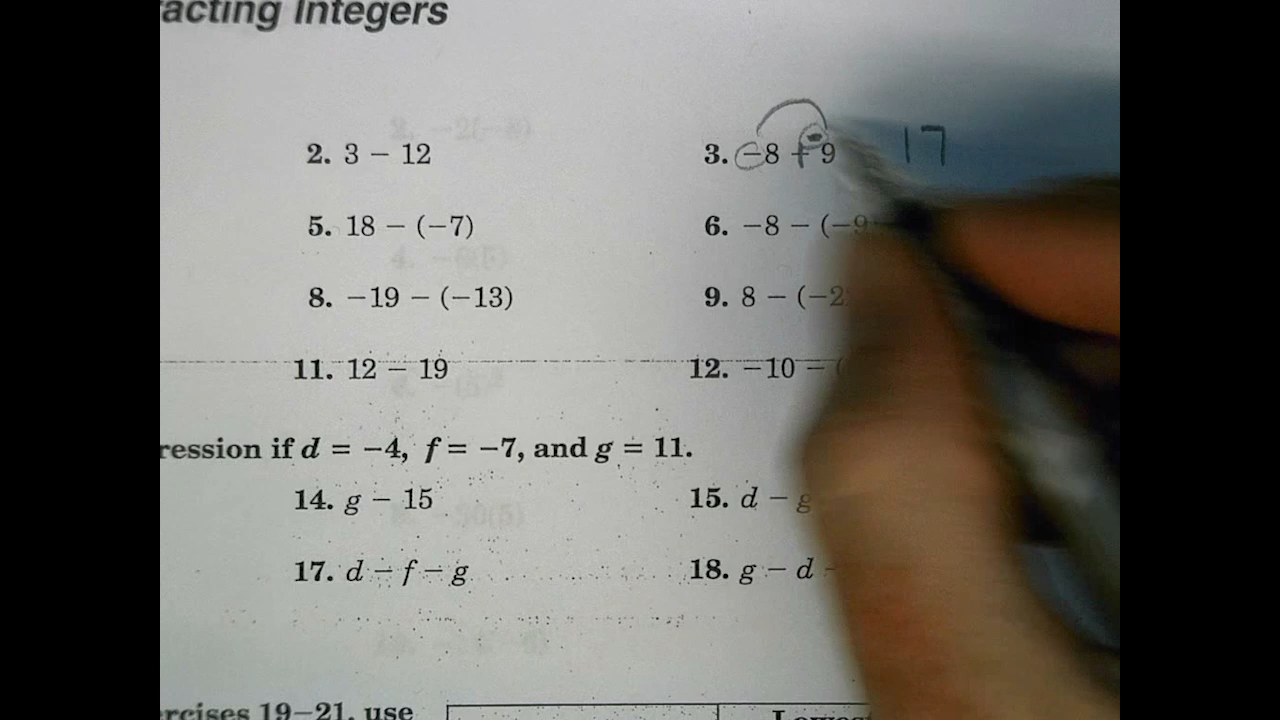 acting Integers
2. 3 − 12
3. −8 + -9 17
5. 18 − (−7)
6. −8 − (−9
8. −19 − (−13)
9. 8 − (−2
11. 12 − 19
12. −10 − (
ression if d = −4, f = −7, and g = 11.
14. g − 15
15. d − g
17. d − f − g
18. g − d -
ercises 19–21, use